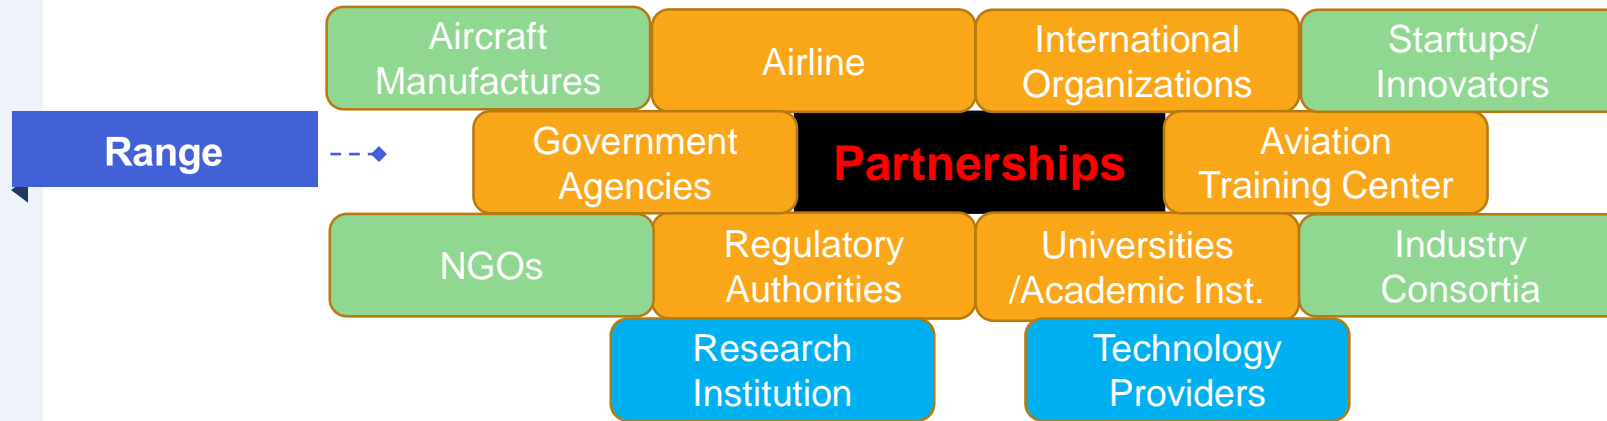 Aircraft
Manufactures
Airline
International
Organizations
Startups/
Innovators
Range
Government
Agencies
Partnerships
Aviation
Training Center
NGOs
Regulatory
Authorities
Universities
/Academic Inst.
Industry
Consortia
Research
Institution
Technology
Providers